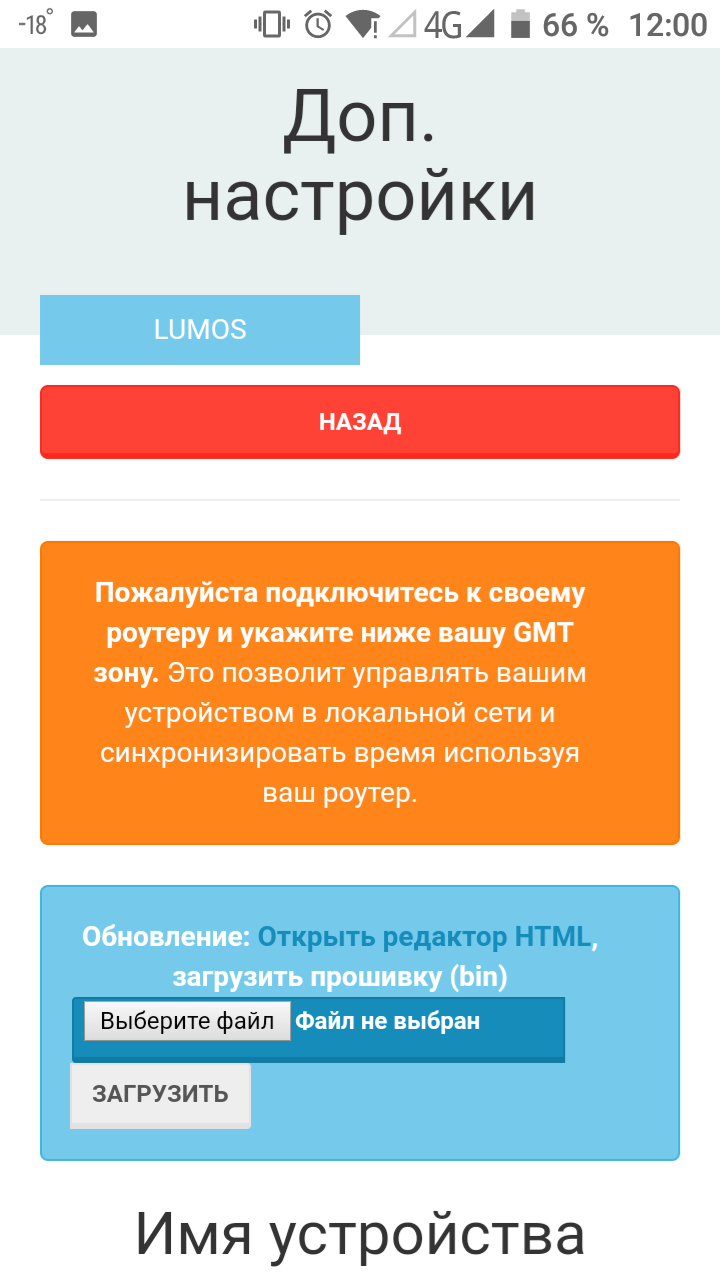 -18° 4G 66 % 12:00
Доп.
настройки
LUMOS
НАЗАД
Пожалуйста подключитесь к своему
роутеру и укажите ниже вашу GMT
зону. Это позволит управлять вашим
устройством в локальной сети и
синхронизировать время используя
ваш роутер.
Обновление: Открыть редактор HTML,
загрузить прошивку (bin)
Выберите файл Файл не выбран
ЗАГРУЗИТЬ
Имя устройства